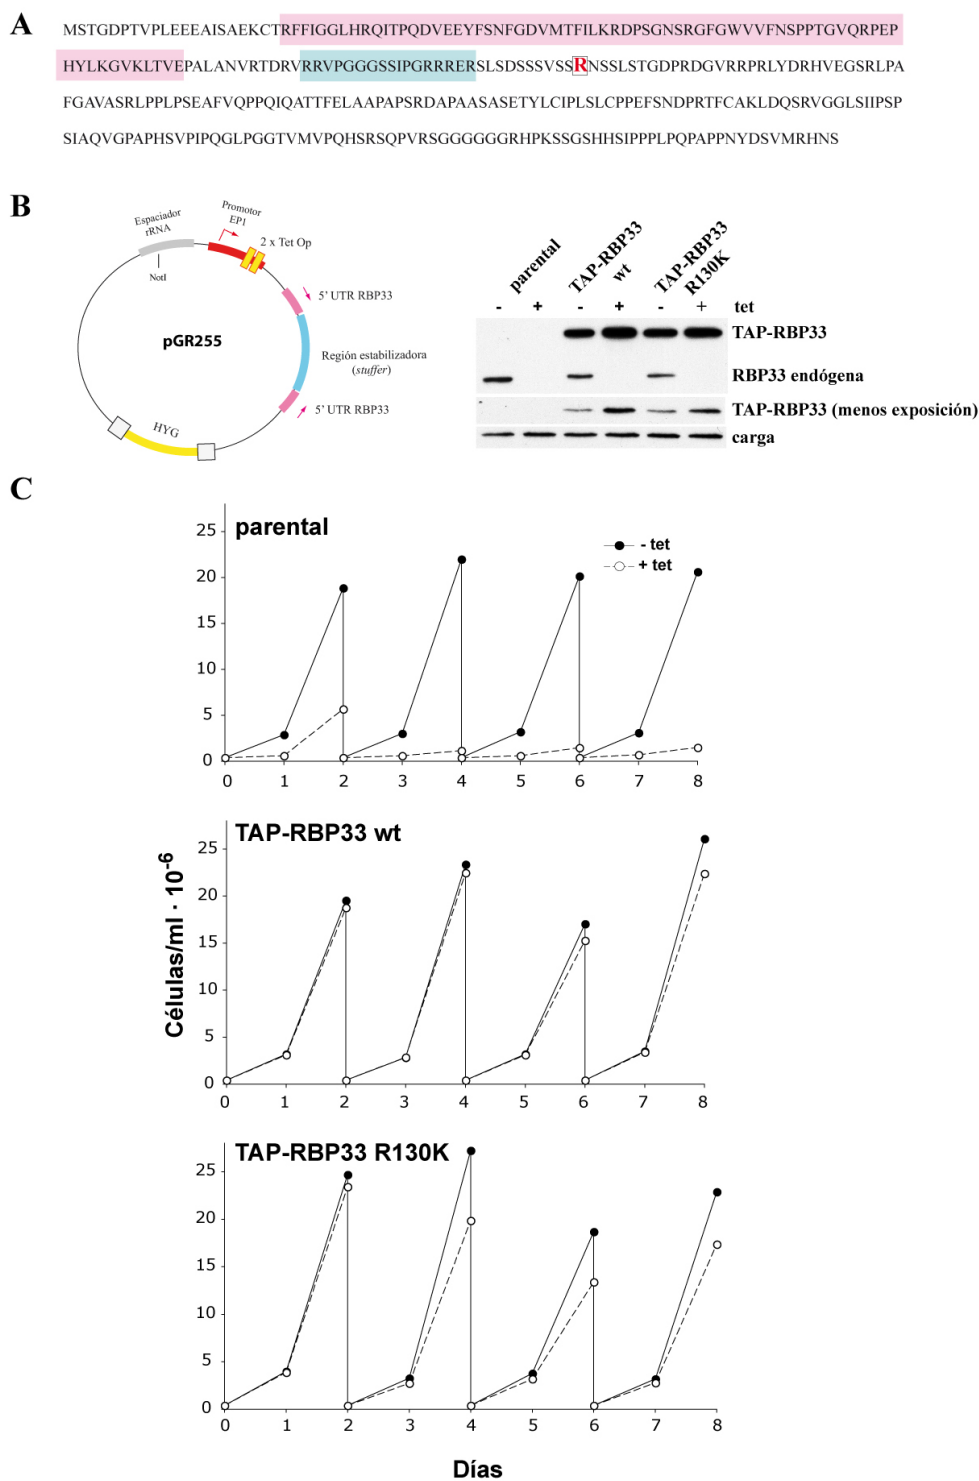 A
MSTGDPTVPLEEEAISAEKCTRFFIGGLHRQITPQDVEEYFSNFGDVMTFILKRDPSGNSRGFGWVVFNSPPTGVQRPEP
HYLKGVKLTVEPALANVRTDRVRRVPGGGSSIPGRRRERSLSDSSSVSSRNSSLSTGDPRDGVRRPRLYDRHVEGSRLPA
FGAVASRLPPLPSEAFVQPPQIQATTFELAAPAPSRDAPAASASETYLCIPLSLCPPEFSNDPRTFCAKLDQSRVGGLSIIPSP
SIAQVGPAPHSVPIPQGLPGGTVMVPQHSRSQPVRSGGGGGGRHPKSSGSHHSIPPPLPQPAPPNYDSVMRHNS
B
Espaciador
rRNA
NotI
Promotor
EP1
2 x Tet Op
5' UTR RBP33
pGR255
Región estabilizadora
(stuffer)
5' UTR RBP33
HYG
parental
TAP-RBP33
wt
TAP-RBP33
R130K
- + - + - + tet
TAP-RBP33
RBP33 endógena
TAP-RBP33 (menos exposición)
carga
C
parental
- tet
+ tet
25
20
15
10
5
0
0 1 2 3 4 5 6 7 8
TAP-RBP33 wt
25
20
15
10
5
0
0 1 2 3 4 5 6 7 8
Células/ml · 10-6
TAP-RBP33 R130K
25
20
15
10
5
0
0 1 2 3 4 5 6 7 8
Días